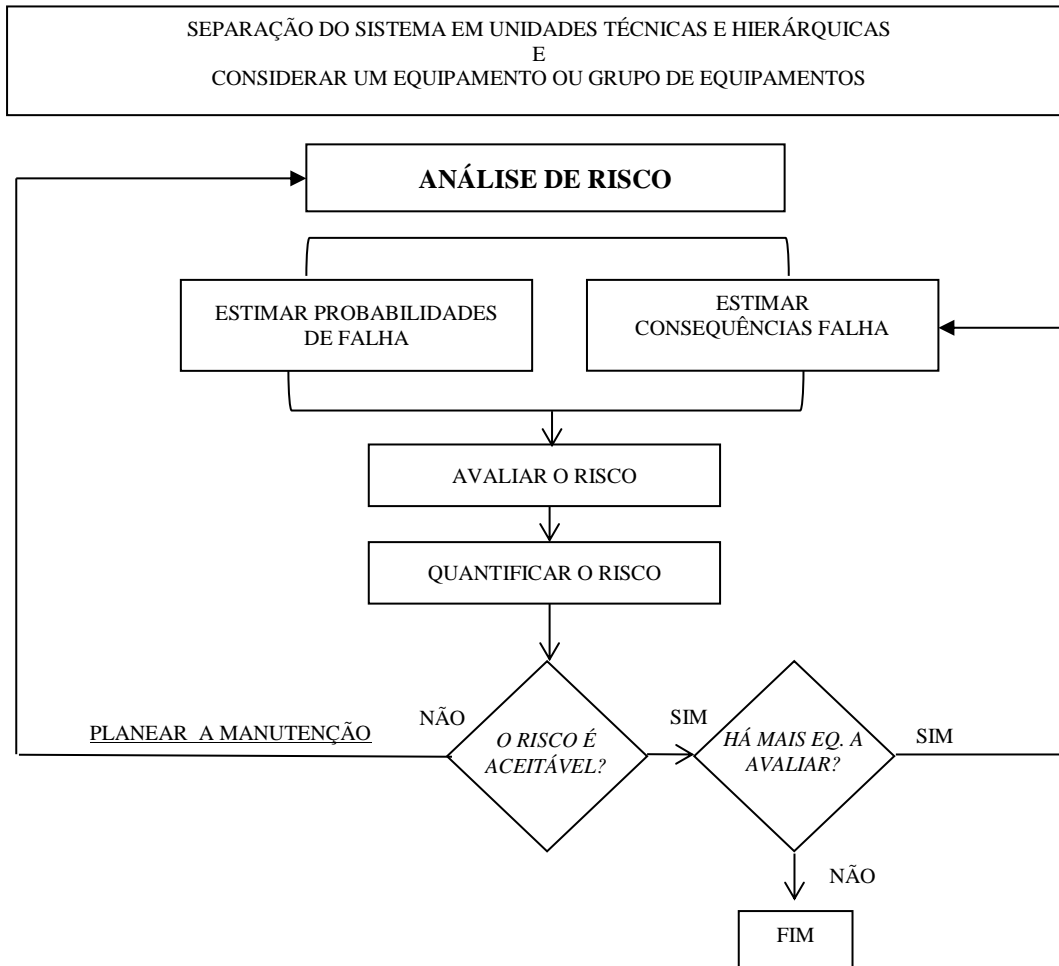 SEPARAÇÃO DO SISTEMA EM UNIDADES TÉCNICAS E HIERÁRQUICAS
E
CONSIDERAR UM EQUIPAMENTO OU GRUPO DE EQUIPAMENTOS
ANÁLISE DE RISCO
ESTIMAR PROBABILIDADES
DE FALHA
ESTIMAR
CONSEQUÊNCIAS FALHA
AVALIAR O RISCO
QUANTIFICAR O RISCO
PLANEAR A MANUTENÇÃO
NÃO
O RISCO É
ACEITÁVEL?
SIM
HÁ MAIS EQ. A
AVALIAR?
SIM
NÃO
FIM